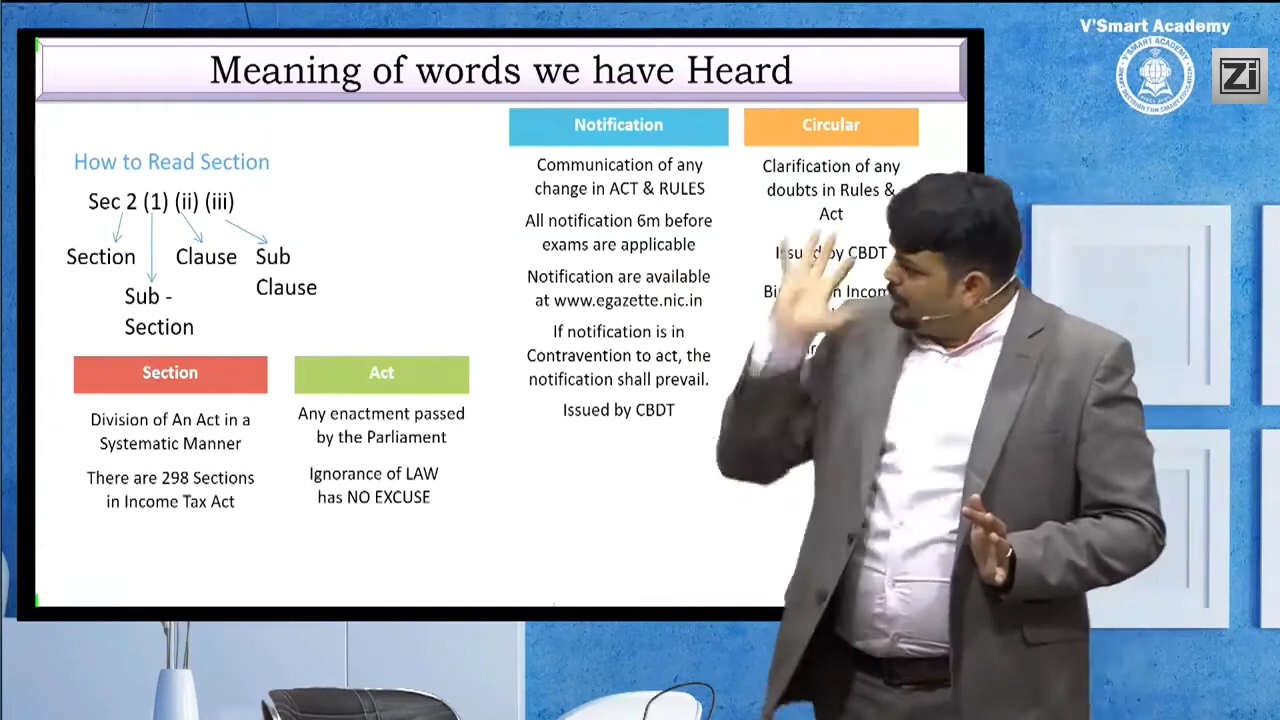 V'Smart Academy
Zi
Meaning of words we have Heard
How to Read Section
Sec 2 (1) (ii) (iii)
Section
Clause
Sub
Clause
Sub -
Section
Section
Division of An Act in a
Systematic Manner
There are 298 Sections
in Income Tax Act
Act
Any enactment passed
by the Parliament
Ignorance of LAW
has NO EXCUSE
Notification
Communication of any
change in ACT & RULES
All notification 6m before
exams are applicable
Notification are available
at www.egazette.nic.in
If notification is in
Contravention to act, the
notification shall prevail.
Issued by CBDT
Circular
Clarification of any
doubts in Rules &
Act
Issued by CBDT